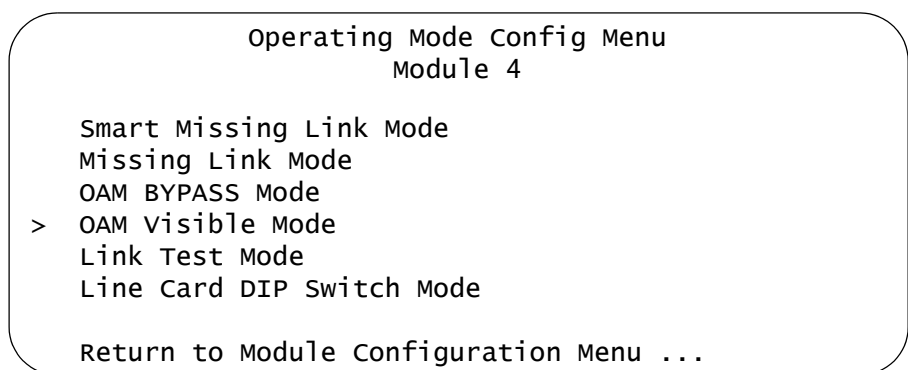 Operating Mode Config Menu
Module 4
Smart Missing Link Mode
Missing Link Mode
OAM BYPASS Mode
> OAM Visible Mode
Link Test Mode
Line Card DIP Switch Mode
Return to Module Configuration Menu ...